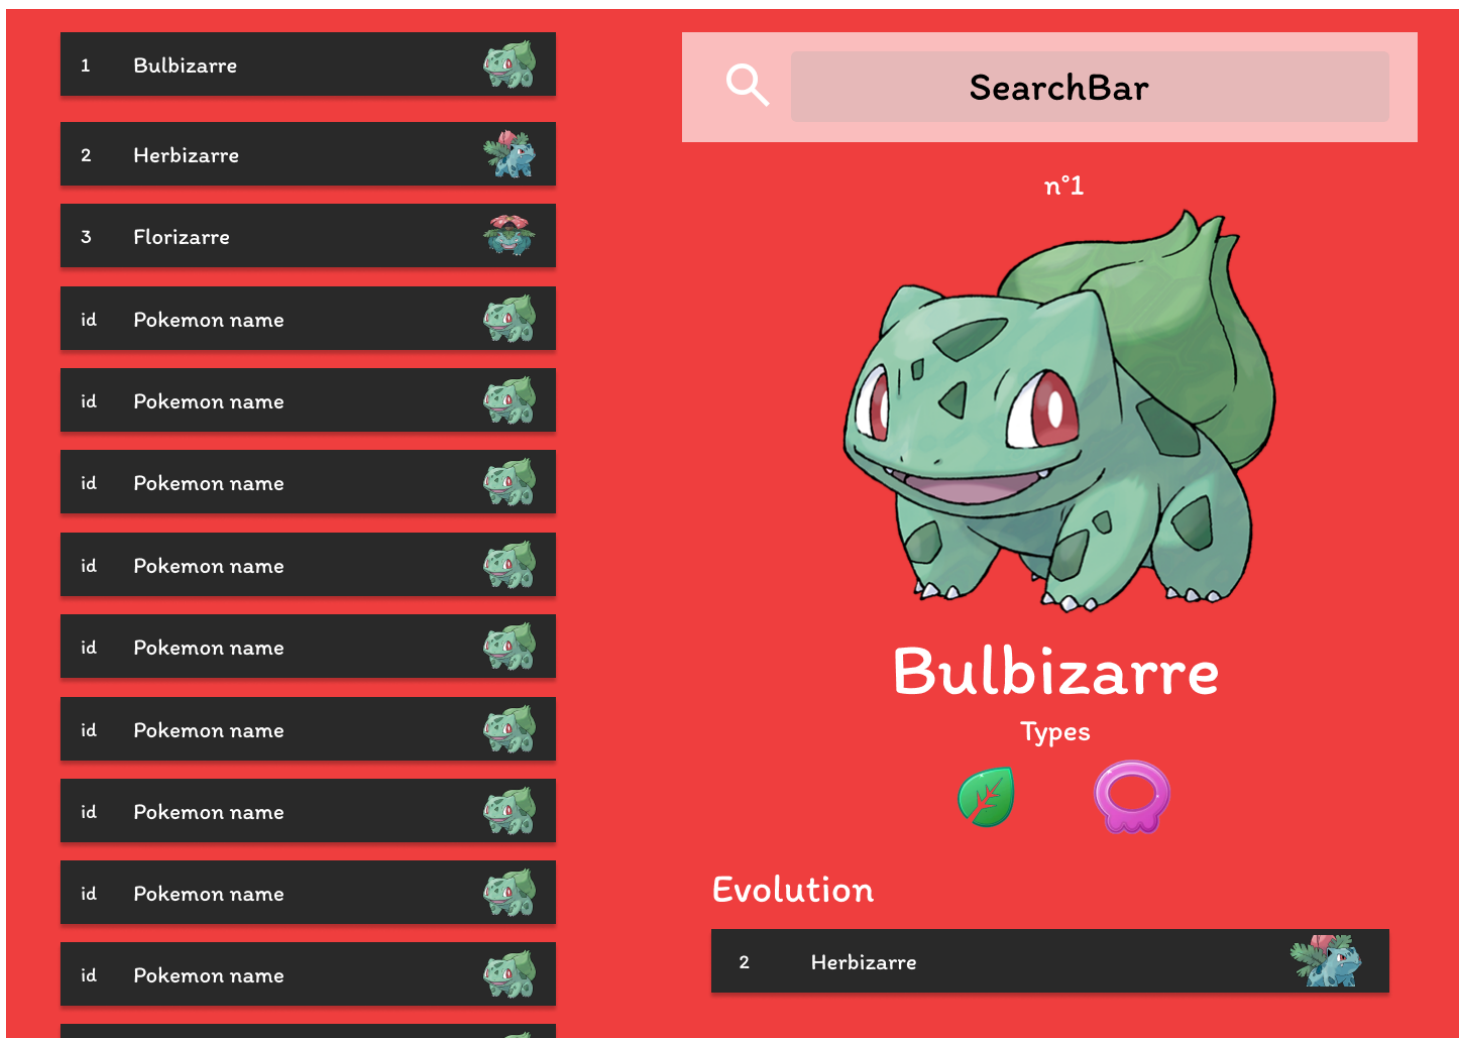 1 Bulbizarre
2 Herbizarre
3 Florizarre
id Pokemon name
id Pokemon name
id Pokemon name
id Pokemon name
id Pokemon name
id Pokemon name
id Pokemon name
id Pokemon name
id Pokemon name
SearchBar
n°1
Bulbizarre
Types
Evolution
2 Herbizarre